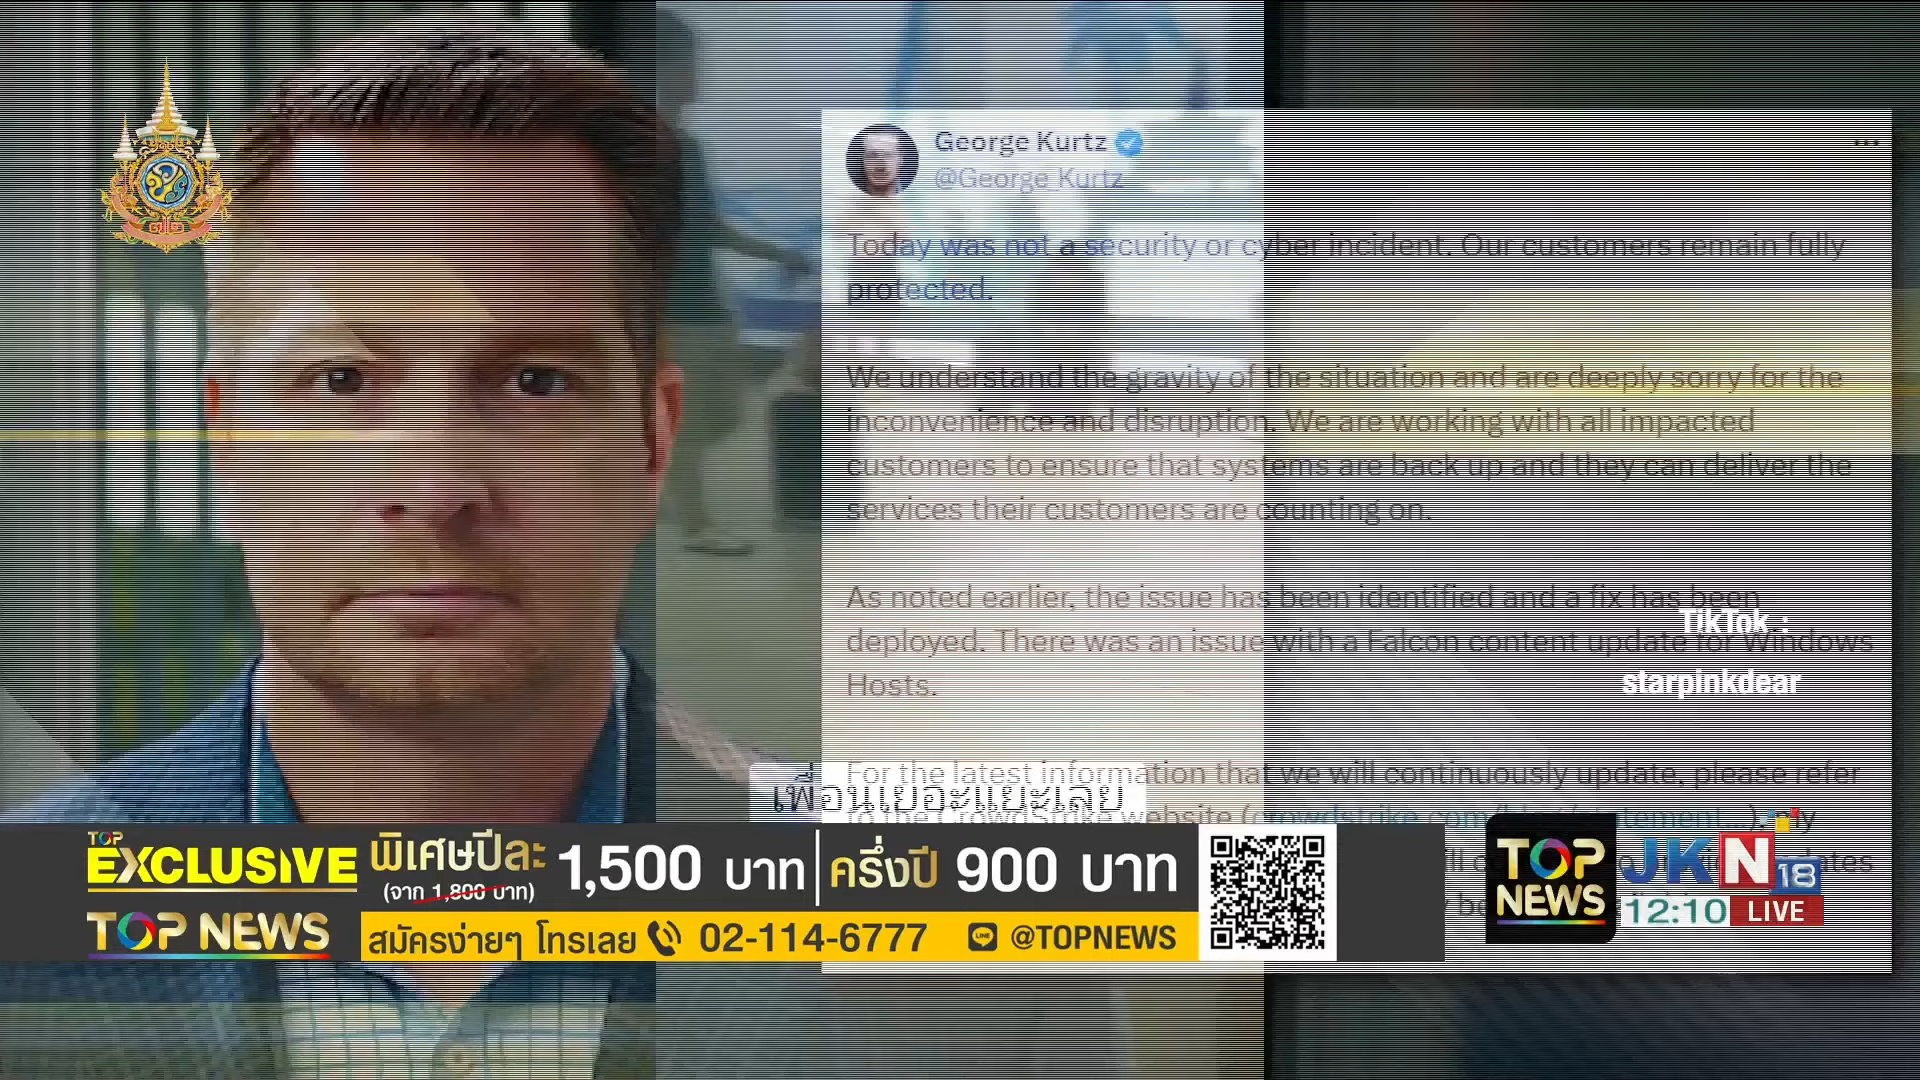 George Kurtz
@George_Kurtz
Today was not a security or cyber incident. Our customers remain fully
protected.
We understand the gravity of the situation and are deeply sorry for the
inconvenience and disruption. We are working with all impacted
customers to ensure that systems are back up and they can deliver the
services their customers are counting on.
As noted earlier, the issue has been identified and a fix has been
deployed. There was an issue with a Falcon content update for Windows
Hosts.
TikTok :
starpinkdear
For the latest information that we will continuously update, please refer
to the CrowdStrike website (crowdstrike.com/
เพื่อนเยอะแยะเลย
TOP
EXCLUSIVE
พิเศษปีละ
(จาก 1,800 บาท)
1,500 บาท
ครึ่งปี 900 บาท
TOP NEWS
สมัครง่ายๆ โทรเลย 02-114-6777
LINE
@TOPNEWS
TOP
NEWS
JKN
18
12:10
LIVE